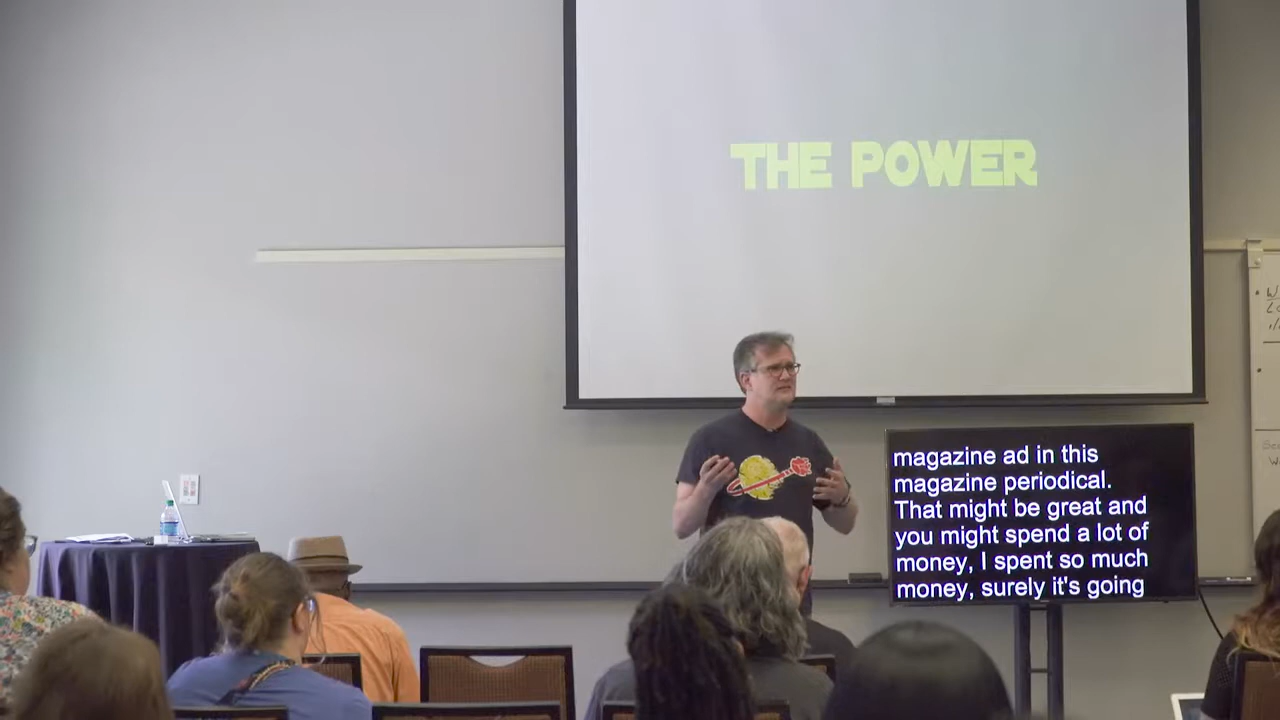 THE POWER
magazine ad in this
magazine periodical.
That might be great and
you might spend a lot of
money, I spent so much
money, surely it's going